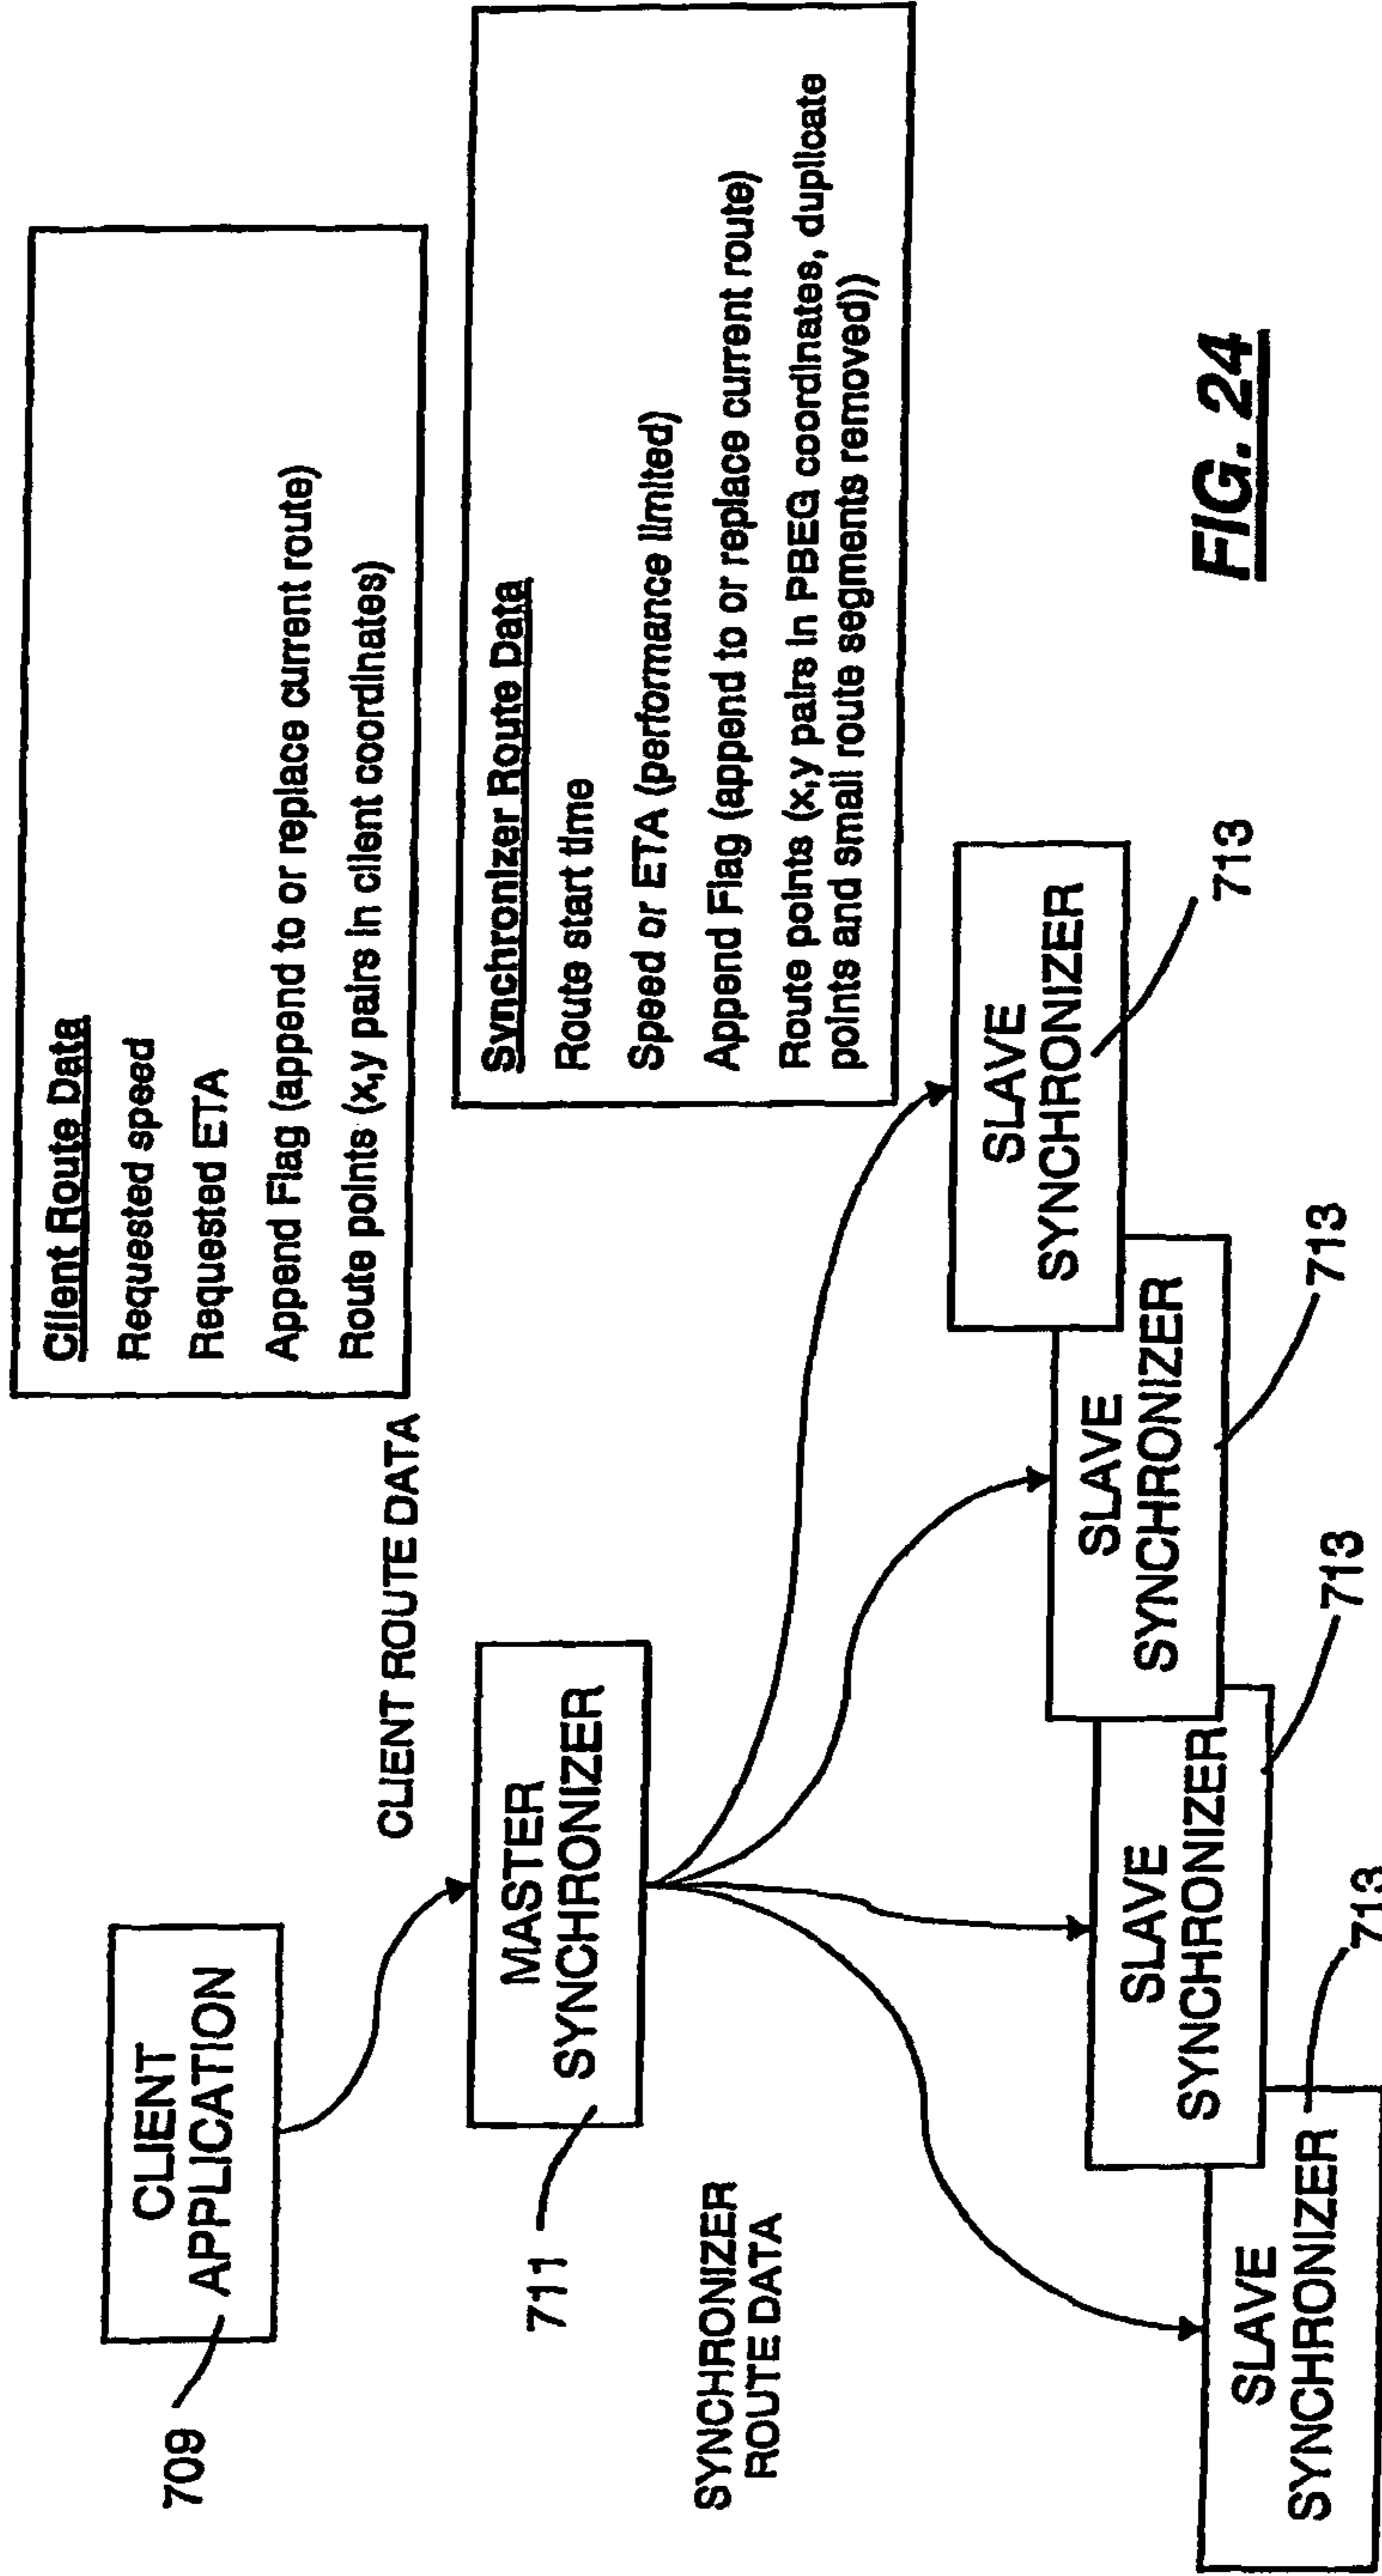 Client Route Data
Requested speed
Requested ETA
Append Flag (append to or replace current route)
Route points (x,y pairs in client coordinates)
Synchronizer Route Data
Route start time
Speed or ETA (performance limited)
Append Flag (append to or replace current route)
Route points (x,y pairs in PBEG coordinates, duplicate
points and small route segments removed))
709
CLIENT
APPLICATION
CLIENT ROUTE DATA
711
MASTER
SYNCHRONIZER
SYNCHRONIZER
ROUTE DATA
SLAVE
SYNCHRONIZER
713
SLAVE
SYNCHRONIZER
713
SLAVE
SYNCHRONIZER
713
SLAVE
SYNCHRONIZER
713
FIG. 24